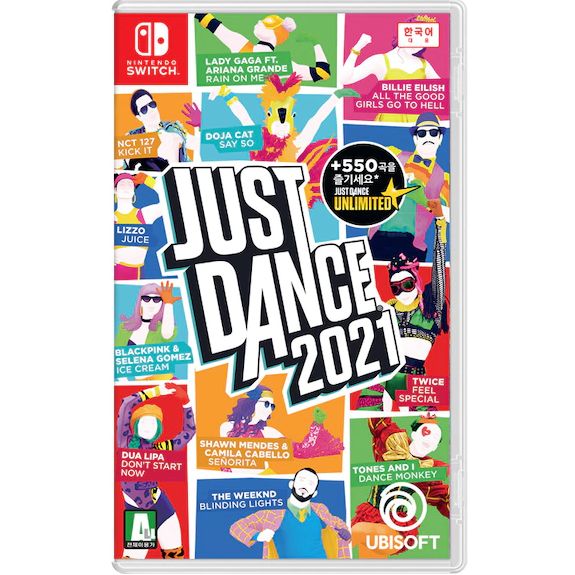 NINTENDO
SWITCH.
LADY GAGA FT.
ARIANA GRANDE
RAIN ON ME
한국어
대응
BILLIE EILISH
ALL THE GOOD
GIRLS GO TO HELL
NCT 127
KICK IT
DOJA CAT
SAY SO
+550곡을
즐기세요*
JUST DANCE
UNLIMITED
LIZZO
JUICE
JUST
DANCE
2021
BLACKPINK &
SELENA GOMEZ
ICE CREAM
TWICE
FEEL
SPECIAL
DUA LIPA
DON'T START
NOW
SHAWN MENDES &
CAMILA CABELLO
SEÑORITA
TONES AND I
DANCE MONKEY
THE WEEKND
BLINDING LIGHTS
전체이용가
UBISOFT